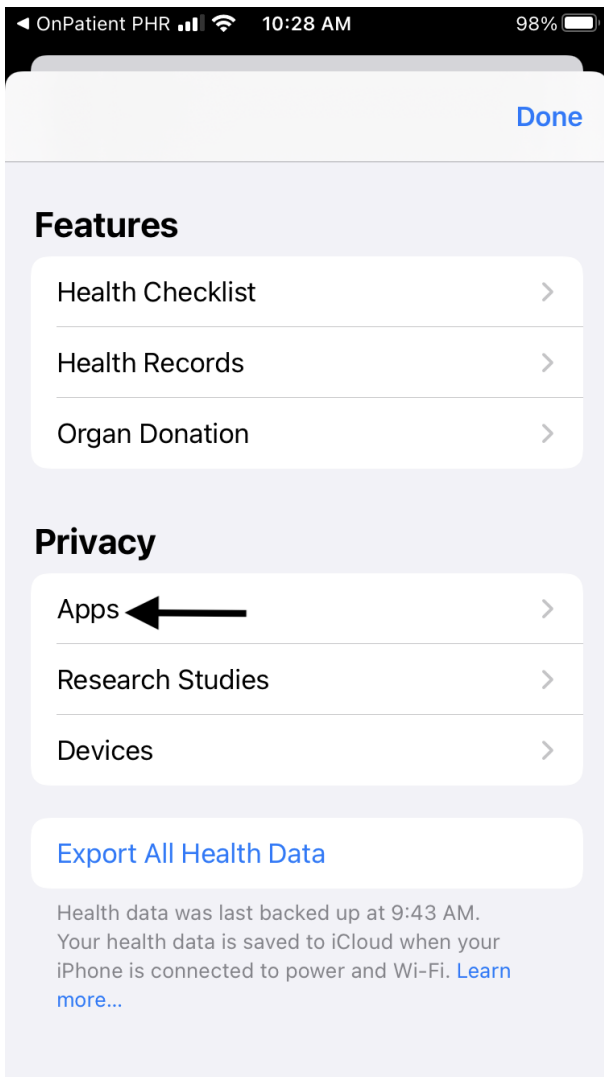 OnPatient PHR 10:28 AM 98%
Done
Features
Health Checklist
Health Records
Organ Donation
Privacy
Apps
Research Studies
Devices
Export All Health Data
Health data was last backed up at 9:43 AM.
Your health data is saved to iCloud when your
iPhone is connected to power and Wi-Fi. Learn
more...